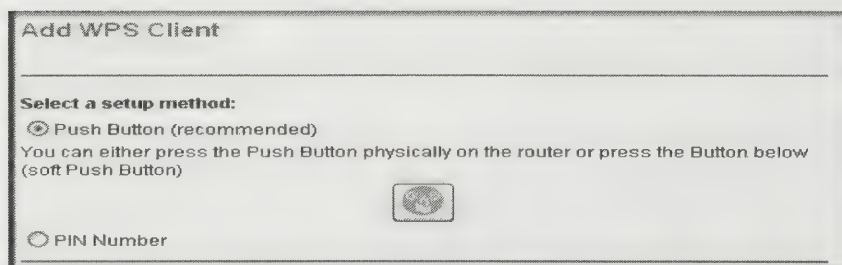 Add WPS Client
Select a setup method:
Push Button (recommended)
You can either press the Push Button physically on the router or press the Button below
(soft Push Button)
PIN Number